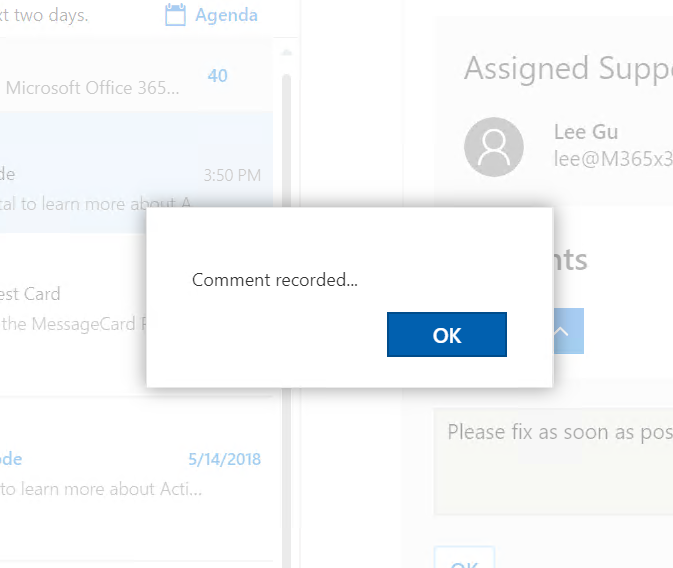 xt two days.
Agenda
Microsoft Office 365...
40
de
3:50 PM
tal to learn more about A
est Card
the MessageCard
ode
5/14/2018
to learn more about Acti...
Assigned Supp
Lee Gu
lee@M365x3
nts
Please fix as soon as pos
OK
Comment recorded...
OK